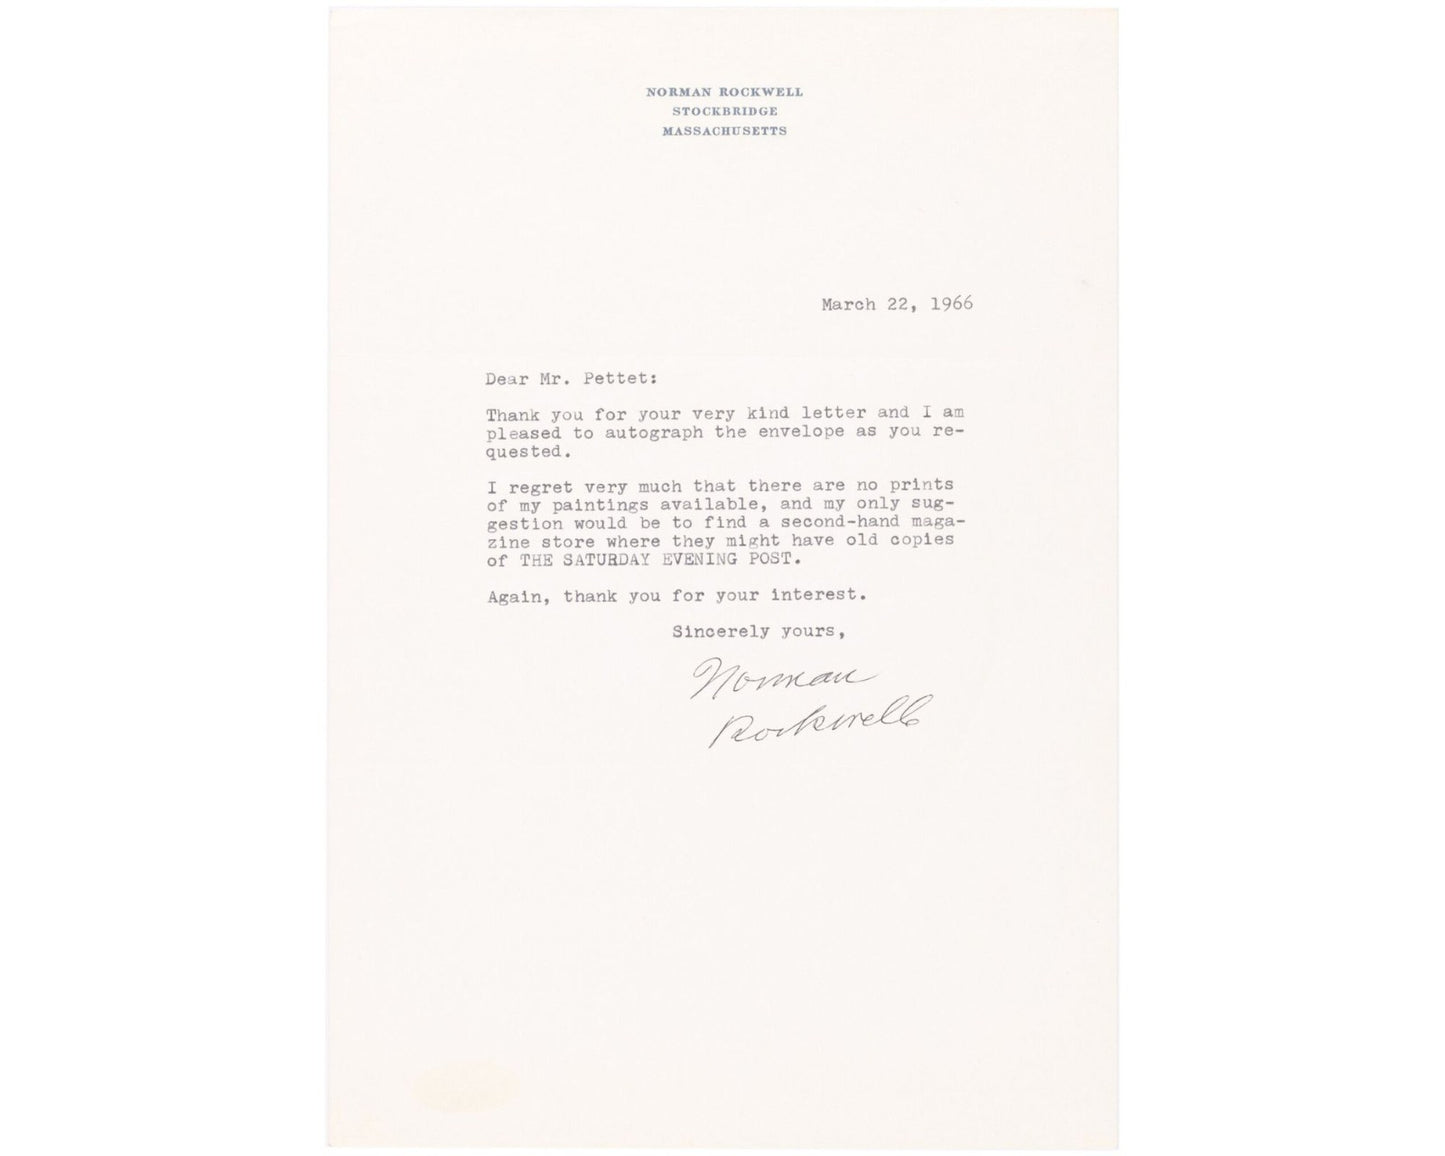 NORMAN ROCKWELL
STOCKBRIDGE
MASSACHUSETTS
March 22, 1966
Dear Mr. Pettet:
Thank you for your very kind letter and I am
pleased to autograph the envelope as you re-
quested.
I regret very much that there are no prints
of my paintings available, and my only sug-
gestion would be to find a second-hand maga-
zine store where they might have old copies
of THE SATURDAY EVENING POST.
Again, thank you for your interest.
Sincerely yours,
Norman
Rockwell